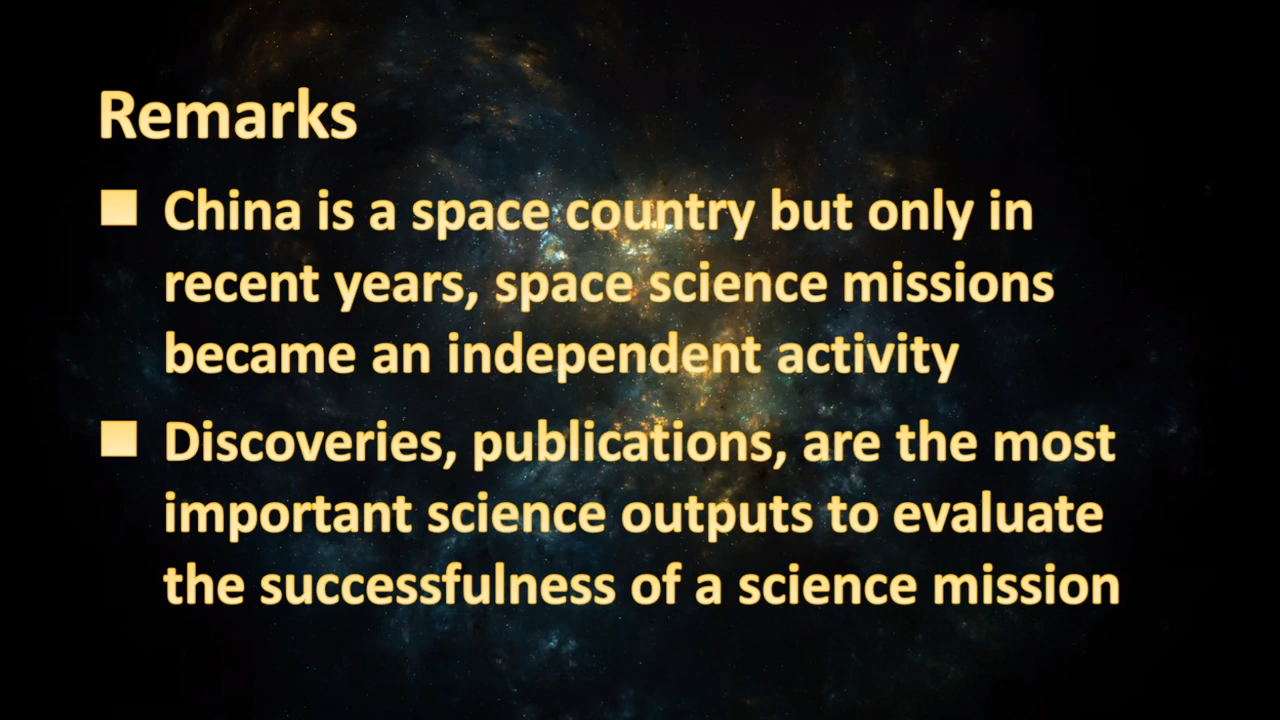 Remarks
■ China is a space country but only in
recent years, space science missions
became an independent activity
■ Discoveries, publications, are the most
important science outputs to evaluate
the successfulness of a science mission